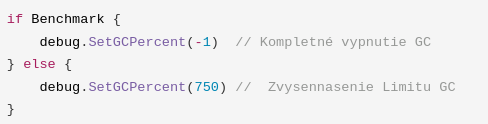 if Benchmark {
    debug.SetGCPercent(-1)  // Kompletné vypnutie GC
} else {
    debug.SetGCPercent(750) //  Zvysennasenie Limitu GC
}